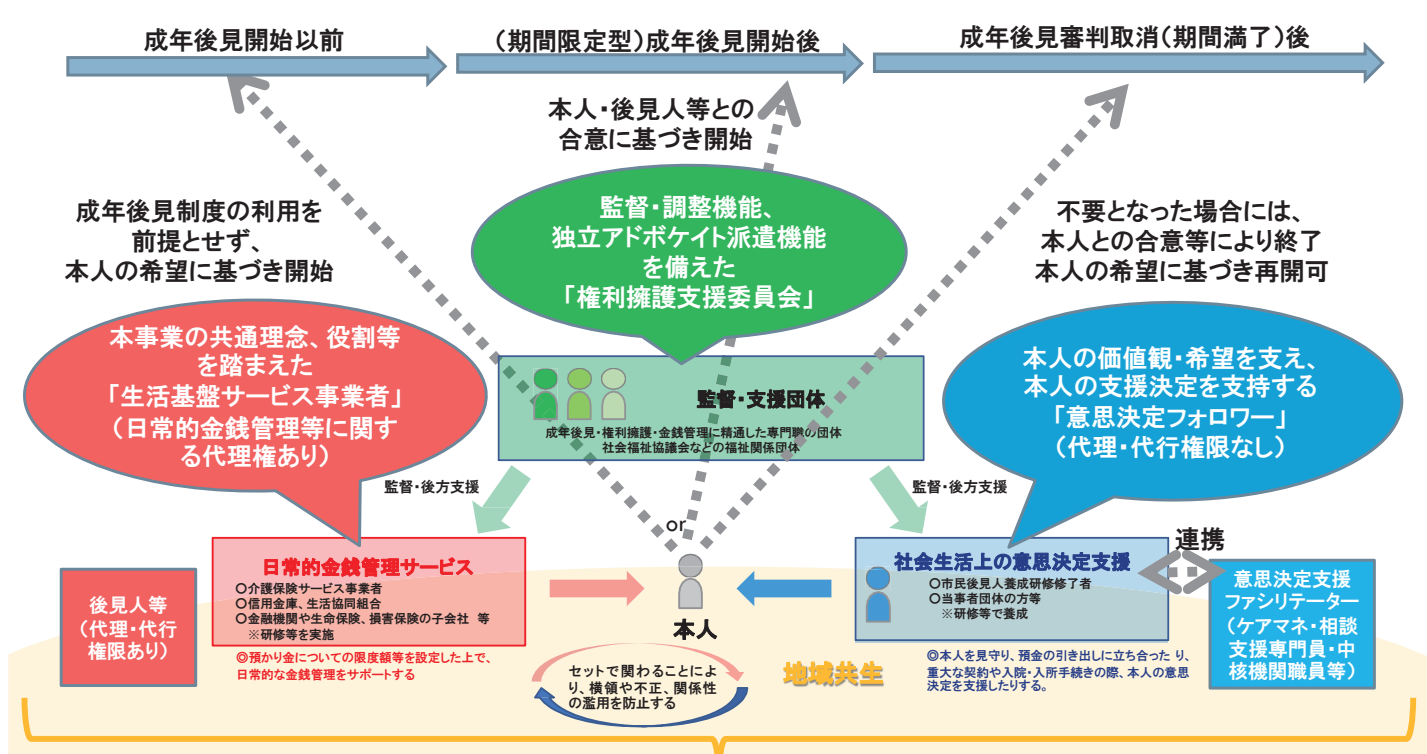 成年後見開始以前
（期間限定型）成年後見開始後
成年後見審判取消（期間満了）後
本人・後見人等との
合意に基づき開始
成年後見制度の利用を
前提とせず、
本人の希望に基づき開始
監督・調整機能、
独立アドボケイト派遣機能
を備えた
「権利擁護支援委員会」
不要となった場合には、
本人との合意等により終了
本人の希望に基づき再開可
本事業の共通理念、役割等
を踏まえた
「生活基盤サービス事業者」
（日常的金銭管理等に関す
る代理権あり）
監督・支援団体
成年後見・権利擁護・金銭管理に精通した専門職の団体
社会福祉協議会などの福祉関係団体
本人の価値観・希望を支え、
本人の支援決定を支持する
「意思決定フォロワー」
（代理・代行権限なし）
監督・後方支援
監督・後方支援
or
連携
後見人等
（代理・代行
権限あり）
日常的金銭管理サービス
○介護保険サービス事業者
○信用金庫、生活協同組合
○金融機関や生命保険、損害保険の子会社 等
※研修等を実施
◎預かり金についての限度額等を設定した上で、
日常的な金銭管理をサポートする
本人
セットで関わることによ
り、横領や不正、関係性
の濫用を防止する
地域共生
社会生活上の意思決定支援
○市民後見人養成研修修了者
○当事者団体の方等
※研修等で養成
◎本人を見守り、預金の引き出しに立ち合った り、
重大な契約や入院・入所手続きの際、本人の意思
決定を支援したりする。
意思決定支援
ファシリテーター
（ケアマネ・相談
支援専門員・中
核機関職員等）